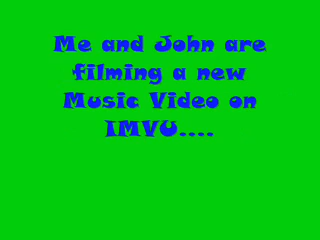 Me and John are
filming a new
Music Video on
IMVU....